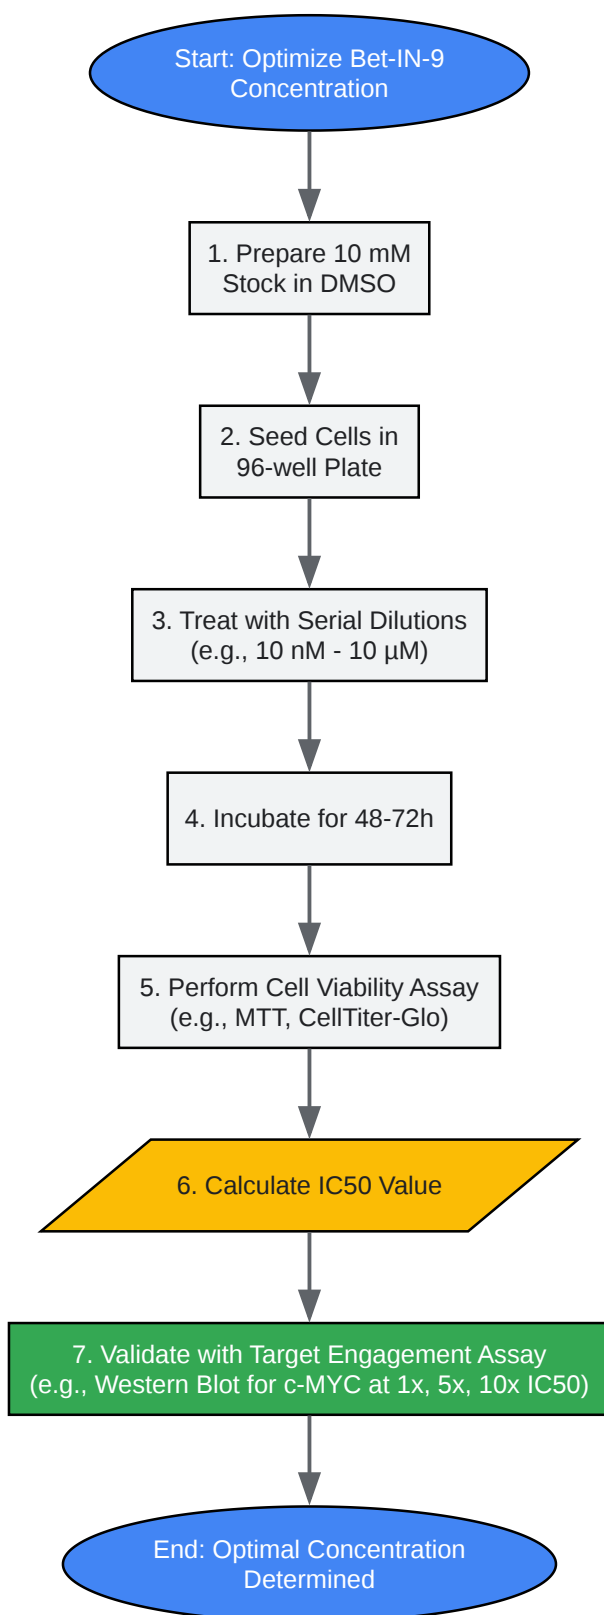 Start: Optimize Bet-IN-9
Concentration
1. Prepare 10 mM
Stock in DMSO
2. Seed Cells in
96-well Plate
3. Treat with Serial Dilutions
(e.g., 10 nM - 10 µM)
4. Incubate for 48-72h
5. Perform Cell Viability Assay
(e.g., MTT, CellTiter-Glo)
6. Calculate IC50 Value
7. Validate with Target Engagement Assay
(e.g., Western Blot for c-MYC at 1x, 5x, 10x IC50)
End: Optimal Concentration
Determined